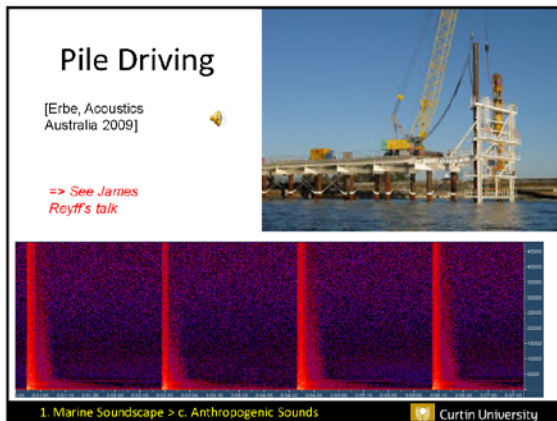 Pile Driving
[Erbe, Acoustics
Australia 2009]
=> See James
Reyff's talk
1. Marine Soundscape > c. Anthropogenic Sounds
Curtin University